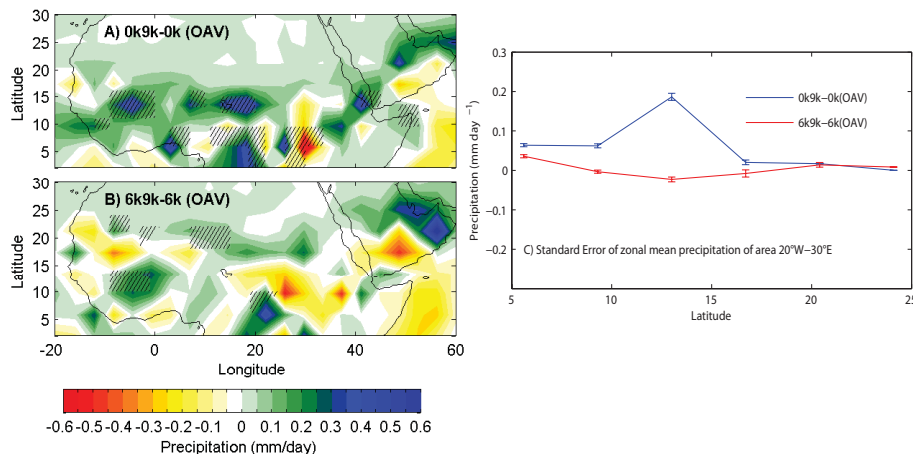 A) 0k9k-0k (OAV)
30
25
20
15
10
5
Latitude
B) 6k9k-6k (OAV)
30
25
20
15
10
5
Latitude
-20 0 20 40 60
Longitude
-0.6 -0.5 -0.4 -0.3 -0.2 -0.1 0 0.1 0.2 0.3 0.4 0.5 0.6
Precipitation (mm/day)
0.3
0.2
0.1
0
−0.1
−0.2
Precipitation (mm day −1)
0k9k−0k(OAV)
6k9k−6k(OAV)
C) Standard Error of zonal mean precipitation of area 20°W−30°E
5 10 15 20 25
Latitude